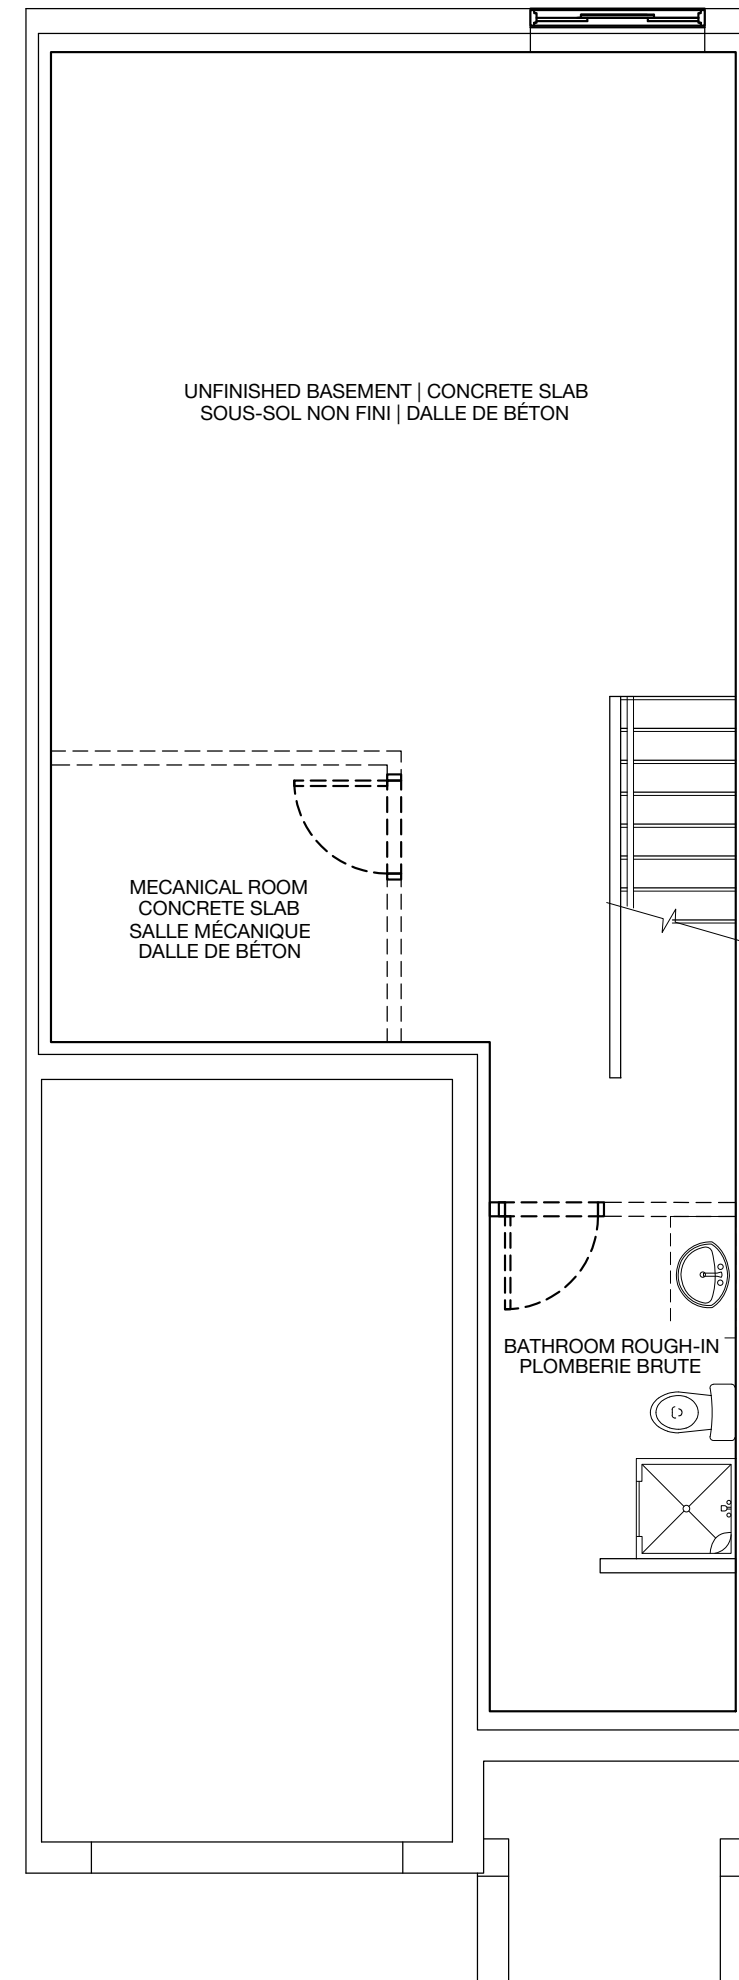 UNFINISHED BASEMENT | CONCRETE SLAB
SOUS-SOL NON FINI | DALLE DE BÉTON
MECANICAL ROOM
CONCRETE SLAB
SALLE MÉCANIQUE
DALLE DE BÉTON
BATHROOM ROUGH-IN
PLOMBERIE BRUTE